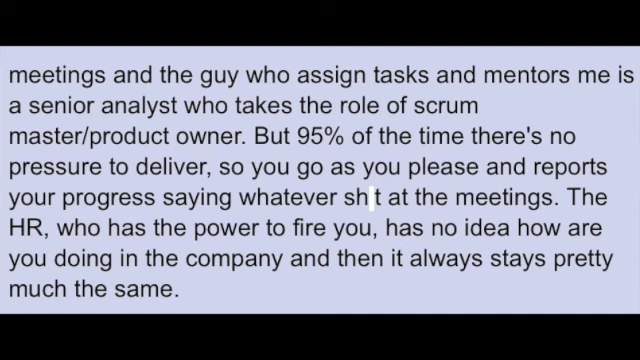 meetings and the guy who assign tasks and mentors me is
a senior analyst who takes the role of scrum
master/product owner. But 95% of the time there's no
pressure to deliver, so you go as you please and reports
your progress saying whatever sh t at the meetings. The
HR, who has the power to fire you, has no idea how are
you doing in the company and then it always stays pretty
much the same.